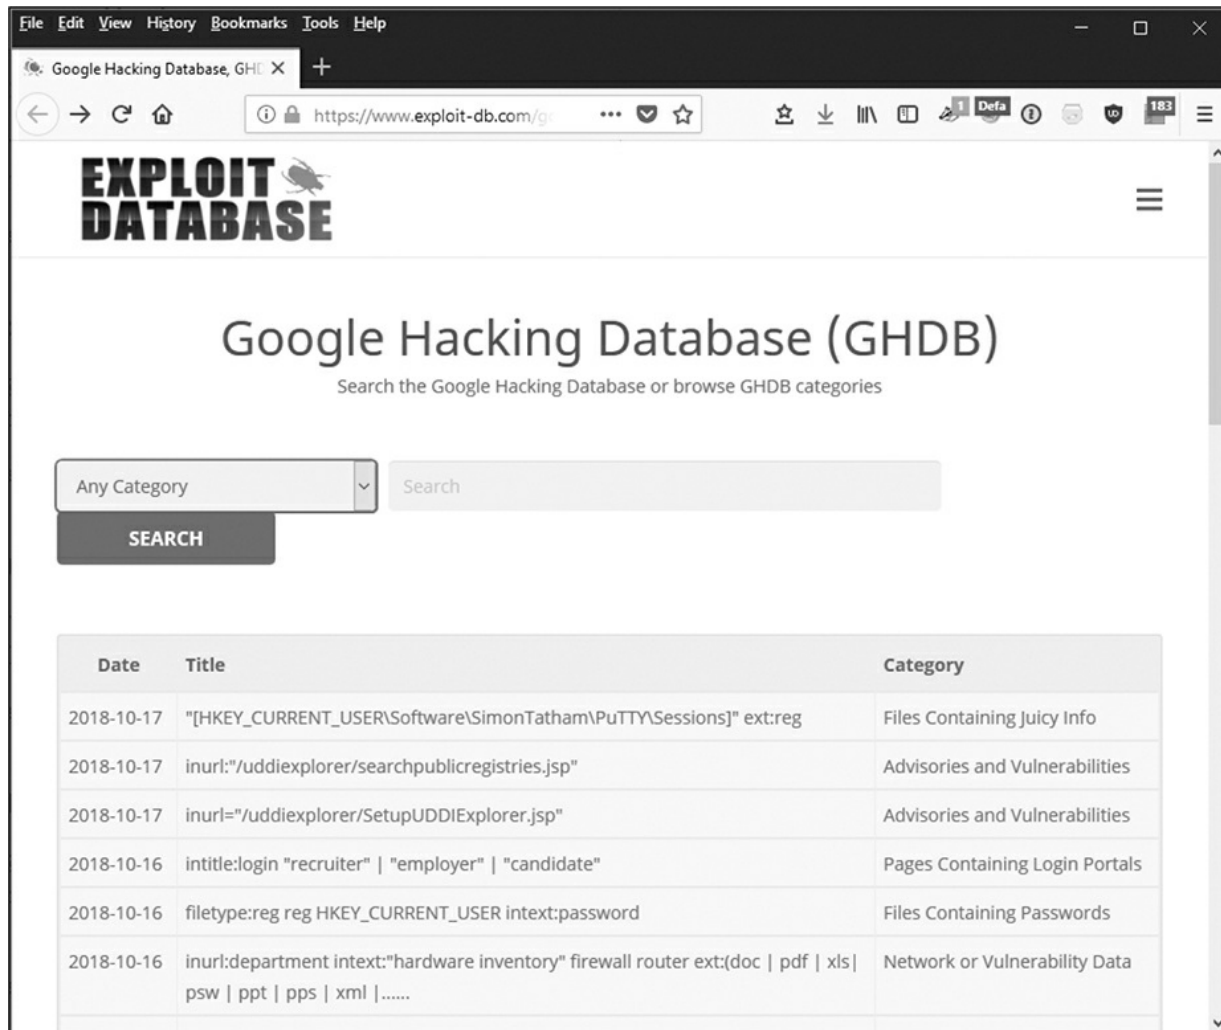 File Edit View History Bookmarks Tools Help
Google Hacking Database, GHD
https://www.exploit-db.com/g
1 Defa 183
EXPLOIT
DATABASE
Google Hacking Database (GHDB)
Search the Google Hacking Database or browse GHDB categories
Any Category Search
SEARCH
Date Title Category
2018-10-17 "[HKEY_CURRENT_USER\Software\SimonTatham\PuTTY\Sessions]" ext:reg Files Containing Juicy Info
2018-10-17 inurl:"/uddiexplorer/searchpublicregistries.jsp" Advisories and Vulnerabilities
2018-10-17 inurl="/uddiexplorer/SetupUDDIExplorer.jsp" Advisories and Vulnerabilities
2018-10-16 intitle:login "recruiter" | "employer" | "candidate" Pages Containing Login Portals
2018-10-16 filetype:reg reg HKEY_CURRENT_USER intext:password Files Containing Passwords
2018-10-16 inurl:department intext:"hardware inventory" firewall router ext:(doc | pdf | xls| Network or Vulnerability Data
psw | ppt | pps | xml |......